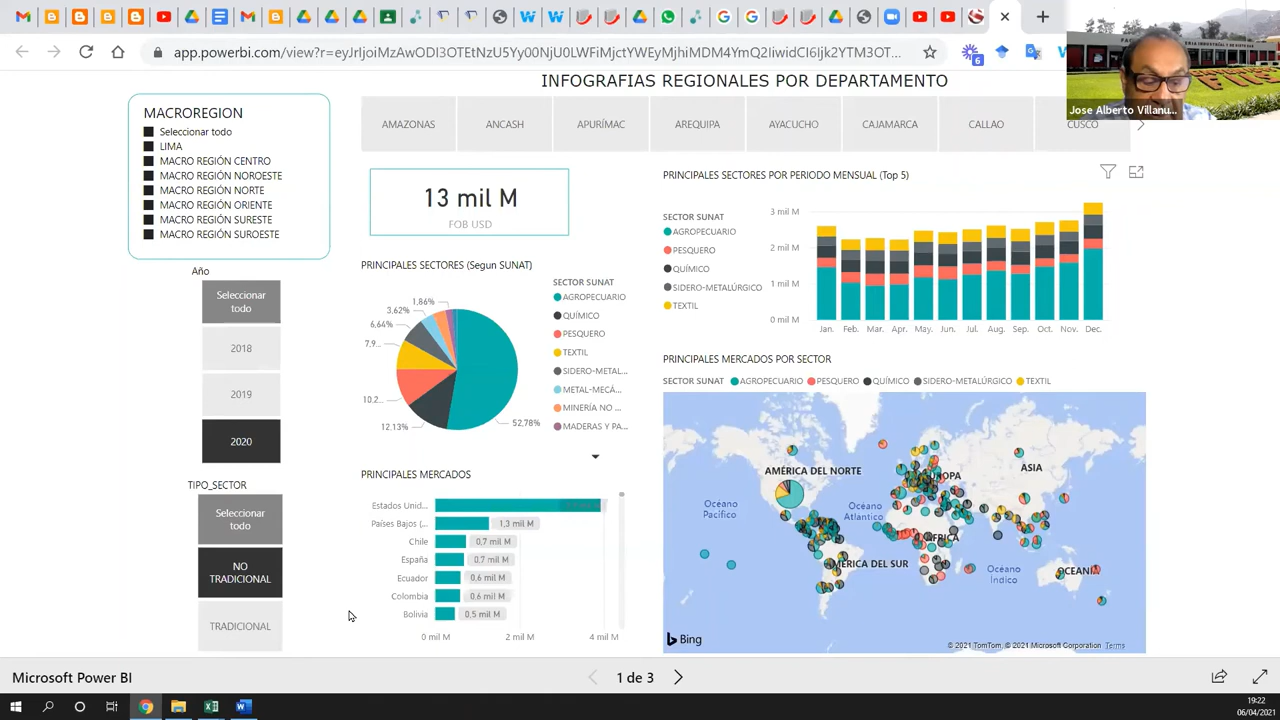 app.powerbi.com/view?r=eyJrIjoiMzAwODI3OTEtNzU5Yy00NiUlLWFiMjctYWEyMjhiMDM4YmQ2IiwidCI6Ijk2YTM3OT...
6
Jose Alberto Villanu...
INFOGRAFIAS REGIONALES POR DEPARTAMENTO
MACROREGION
Seleccionar todo
LIMA
MACRO REGIÓN CENTRO
MACRO REGIÓN NOROESTE
MACRO REGIÓN NORTE
MACRO REGIÓN ORIENTE
MACRO REGIÓN SURESTE
MACRO REGIÓN SUROESTE
AMAZONAS ANCASH APURÍMAC AREQUIPA AYACUCHO CAJAMARCA CALLAO CUSCO
13 mil M
FOB USD
Año
Seleccionar
todo
2018
2019
2020
TIPO_SECTOR
Seleccionar
todo
NO
TRADICIONAL
TRADICIONAL
PRINCIPALES SECTORES (Segun SUNAT)
1,86%
3,62%
6,64%
7,9...
10.2...
12,13%
52,78%
SECTOR SUNAT
AGROPECUARIO
QUÍMICO
PESQUERO
TEXTIL
SIDERO-METAL...
METAL-MECÁ...
MINERÍA NO ...
MADERAS Y PA...
PRINCIPALES MERCADOS
Estados Unid...
Países Bajos (... 1,3 mil M
Chile 0,7 mil M
España 0,7 mil M
Ecuador 0,6 mil M
Colombia 0,6 mil M
Bolivia 0,5 mil M
0 mil M 2 mil M 4 mil M
PRINCIPALES SECTORES POR PERIODO MENSUAL (Top 5)
SECTOR SUNAT
AGROPECUARIO
PESQUERO
QUÍMICO
SIDERO-METALÚRGICO
TEXTIL
3 mil M
2 mil M
1 mil M
0 mil M
Jan. Feb. Mar. Apr. May. Jun. Jul. Aug. Sep. Oct. Nov. Dec.
PRINCIPALES MERCADOS POR SECTOR
SECTOR SUNAT AGROPECUARIO PESQUERO QUÍMICO SIDERO-METALÚRGICO TEXTIL
AMÉRICA DEL NORTE
ASIA
Océano
Pacífico
Océano
Atlántico
Océano
Índico
Bing
© 2021 TomTom, © 2021 Microsoft Corporation Terms
Microsoft Power BI
1 de 3
19:22
06/04/2021